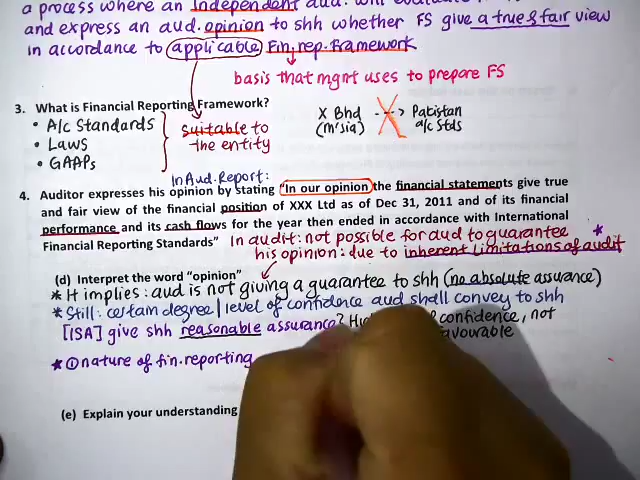 a process where an independent aud. will
and express an aud. opinion to shh whether FS give a true & fair view
in accordance to applicable Fin. rep. framework
basis that mgnt uses to prepare FS
3. What is Financial Reporting Framework?
• A/c Standards
• Laws
• GAAPs
suitable to
the entity
X Bhd
(m'sia)
Pakistan
a/c stds
In Aud. Report:
4. Auditor expresses his opinion by stating "In our opinion the financial statements give true
and fair view of the financial position of XXX Ltd as of Dec 31, 2011 and of its financial
performance and its cash flows for the year then ended in accordance with International
Financial Reporting Standards" In audit: not possible for aud to guarantee
his opinion: due to inherent limitations of audit
(d) Interpret the word "opinion"
* It implies: aud is not giving a guarantee to shh (no absolute assurance)
* Still: certain degree / level of confidence aud shall convey to shh
[ISA] give shh reasonable assurance? confidence, not
favourable
* ① nature of fin. reporting
(e) Explain your understanding